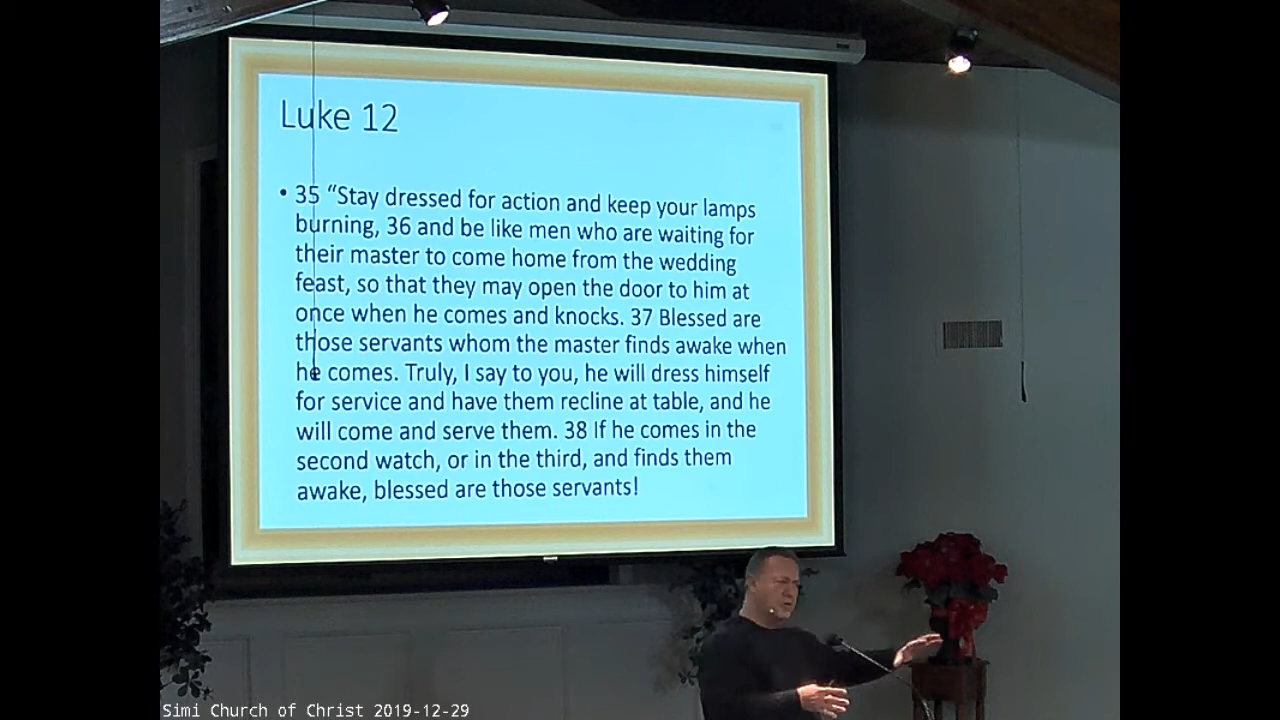 Luke 12
• 35 “Stay dressed for action and keep your lamps
burning, 36 and be like men who are waiting for
their master to come home from the wedding
feast, so that they may open the door to him at
once when he comes and knocks. 37 Blessed are
those servants whom the master finds awake when
he comes. Truly, I say to you, he will dress himself
for service and have them recline at table, and he
will come and serve them. 38 If he comes in the
second watch, or in the third, and finds them
awake, blessed are those servants!
Simi Church of Christ 2019-12-29